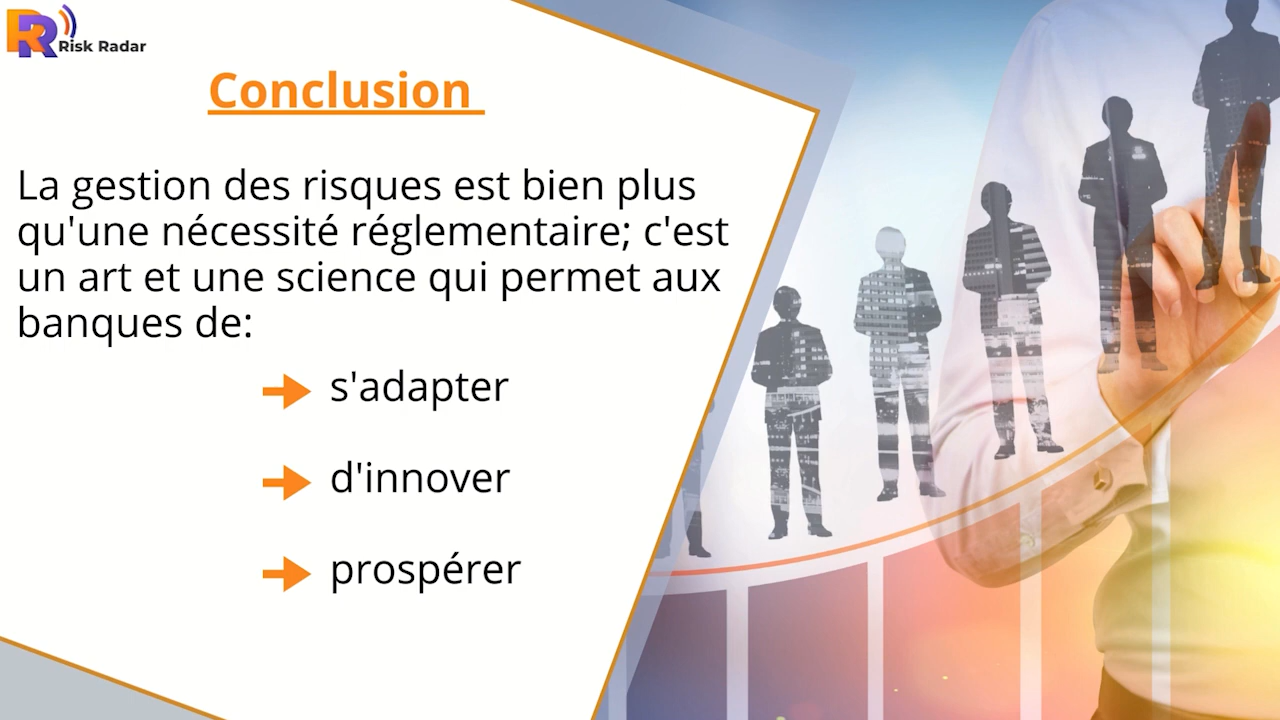 RR Risk Radar
Conclusion
La gestion des risques est bien plus
qu'une nécessité réglementaire; c'est
un art et une science qui permet aux
banques de:
s'adapter
d'innover
prospérer